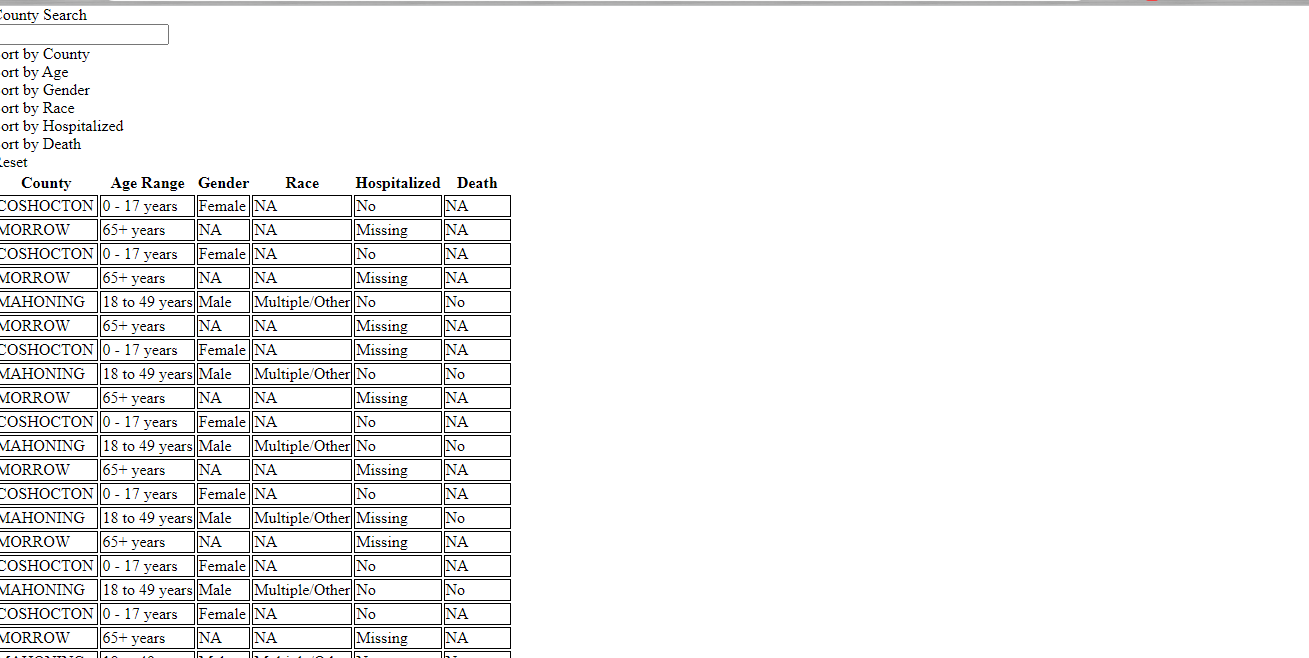 County Search
ort by County
ort by Age
ort by Gender
ort by Race
ort by Hospitalized
ort by Death
eset
County Age Range Gender Race Hospitalized Death
COSHOCTON 0 - 17 years Female NA No NA
MORROW 65+ years NA NA Missing NA
COSHOCTON 0 - 17 years Female NA No NA
MORROW 65+ years NA NA Missing NA
MAHONING 18 to 49 years Male Multiple/Other No No
MORROW 65+ years NA NA Missing NA
COSHOCTON 0 - 17 years Female NA Missing NA
MAHONING 18 to 49 years Male Multiple/Other No No
MORROW 65+ years NA NA Missing NA
COSHOCTON 0 - 17 years Female NA No NA
MAHONING 18 to 49 years Male Multiple/Other No No
MORROW 65+ years NA NA Missing NA
COSHOCTON 0 - 17 years Female NA No NA
MAHONING 18 to 49 years Male Multiple/Other Missing No
MORROW 65+ years NA NA Missing NA
COSHOCTON 0 - 17 years Female NA No NA
MAHONING 18 to 49 years Male Multiple/Other No No
COSHOCTON 0 - 17 years Female NA No NA
MORROW 65+ years NA NA Missing NA